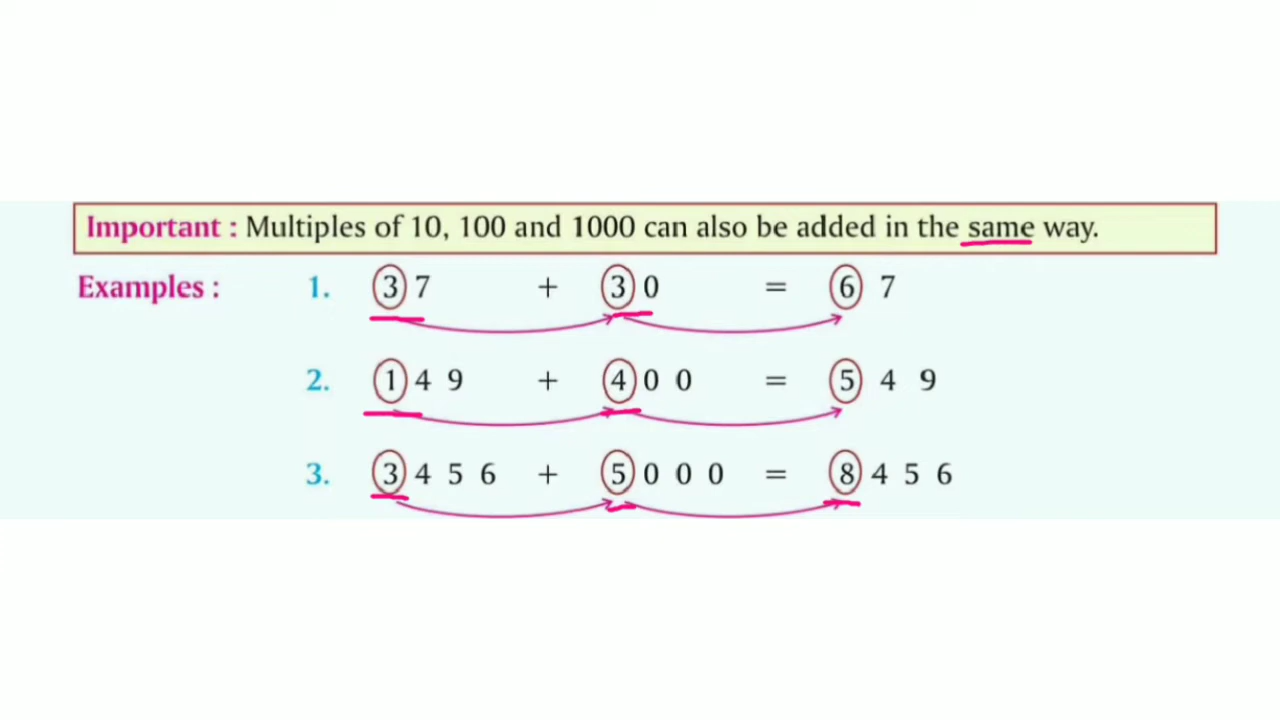 Important : Multiples of 10, 100 and 1000 can also be added in the same way.
Examples : 1. 37 + 30 = 67
2. 149 + 400 = 549
3. 3456 + 5000 = 8456